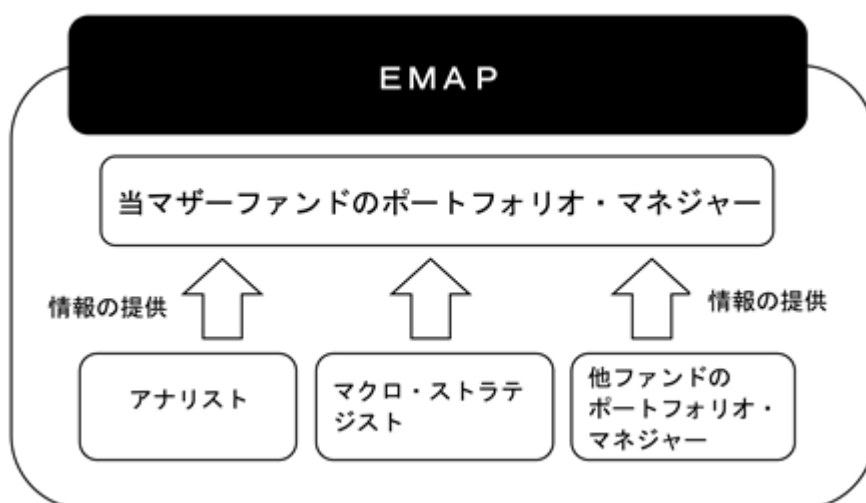 EMAP
当マザーファンドのポートフォリオ・マネジャー
情報の提供
情報の提供
アナリスト
マクロ・ストラテ
ジスト
他ファンドの
ポートフォリオ・
マネジャー